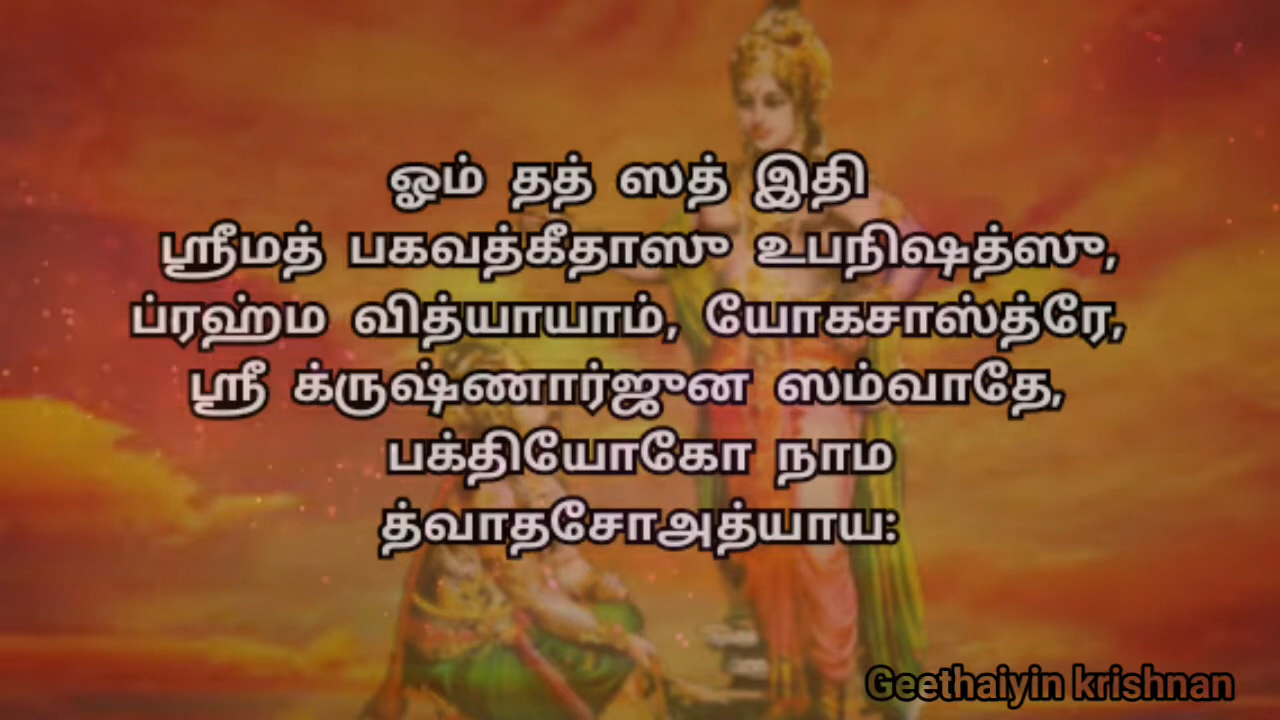 ஓம் தத் ஸத் இதி
ஸ்ரீமத் பகவத்கீதாஸு உபநிஷத்ஸு,
ப்ரஹ்ம வித்யாயாம், யோகசாஸ்த்ரே,
ஸ்ரீ க்ருஷ்ணார்ஜுன ஸம்வாதே,
பக்தியோகோ நாம
த்வாதசோஅத்யாய:
Geethaiyin krishnan